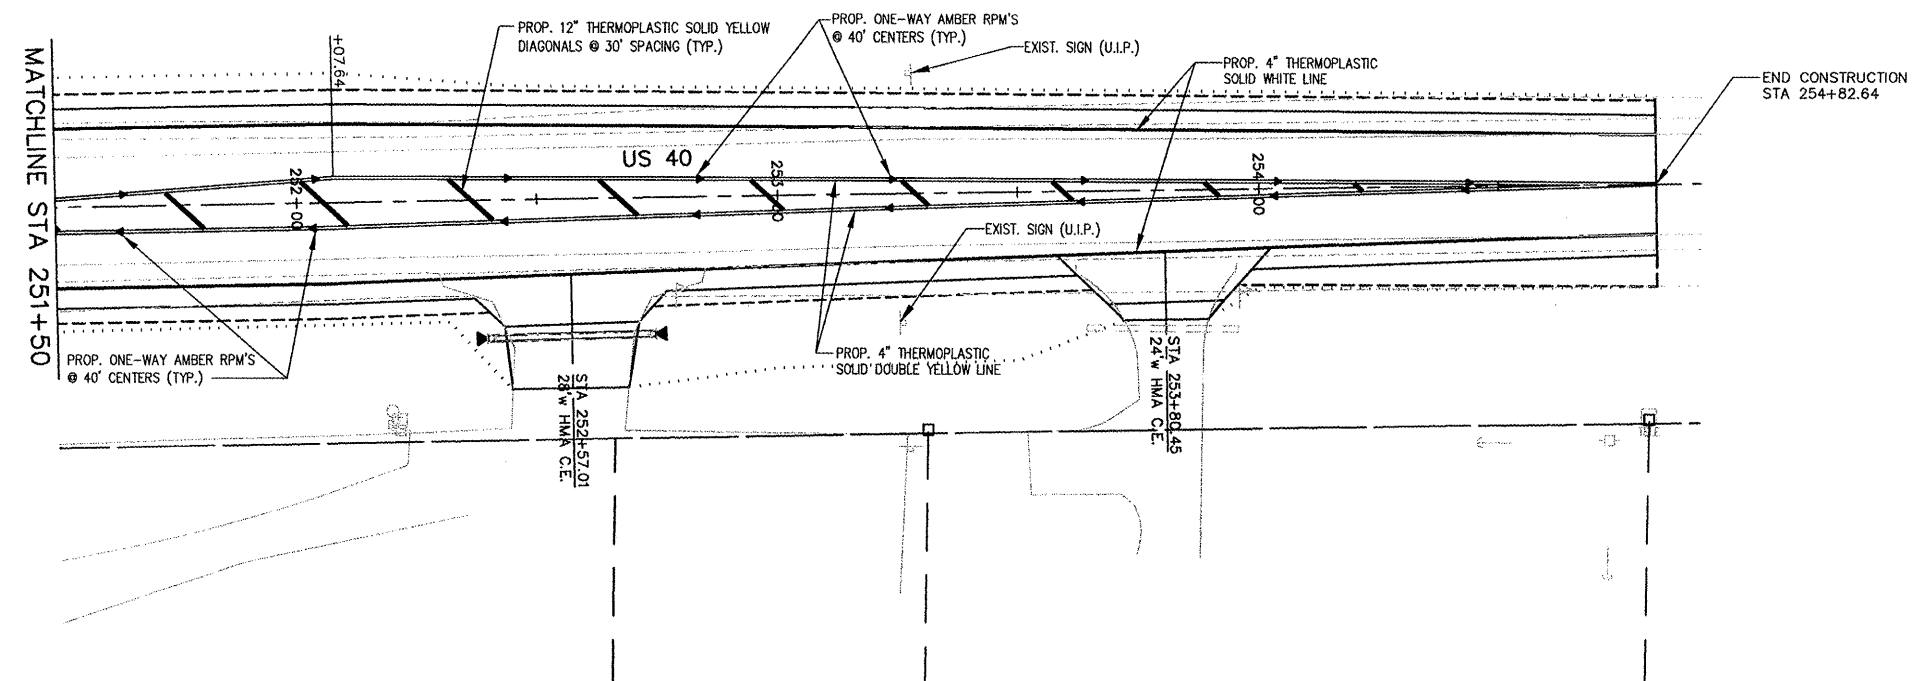 MATCHLINE STA 251+50
+07.64
PROP. 12" THERMOPLASTIC SOLID YELLOW
DIAGONALS @ 30' SPACING (TYP.)
PROP. ONE-WAY AMBER RPM'S
@ 40' CENTERS (TYP.)
EXIST. SIGN (U.I.P.)
PROP. 4" THERMOPLASTIC
SOLID WHITE LINE
END CONSTRUCTION
STA 254+82.64
US 40
252+00
253+00
254+00
EXIST. SIGN (U.I.P.)
PROP. ONE-WAY AMBER RPM'S
@ 40' CENTERS (TYP.)
PROP. 4" THERMOPLASTIC
SOLID DOUBLE YELLOW LINE
STA 252+57.01
28'w HMA C.E.
STA 253+80.45
24'w HMA C.E.